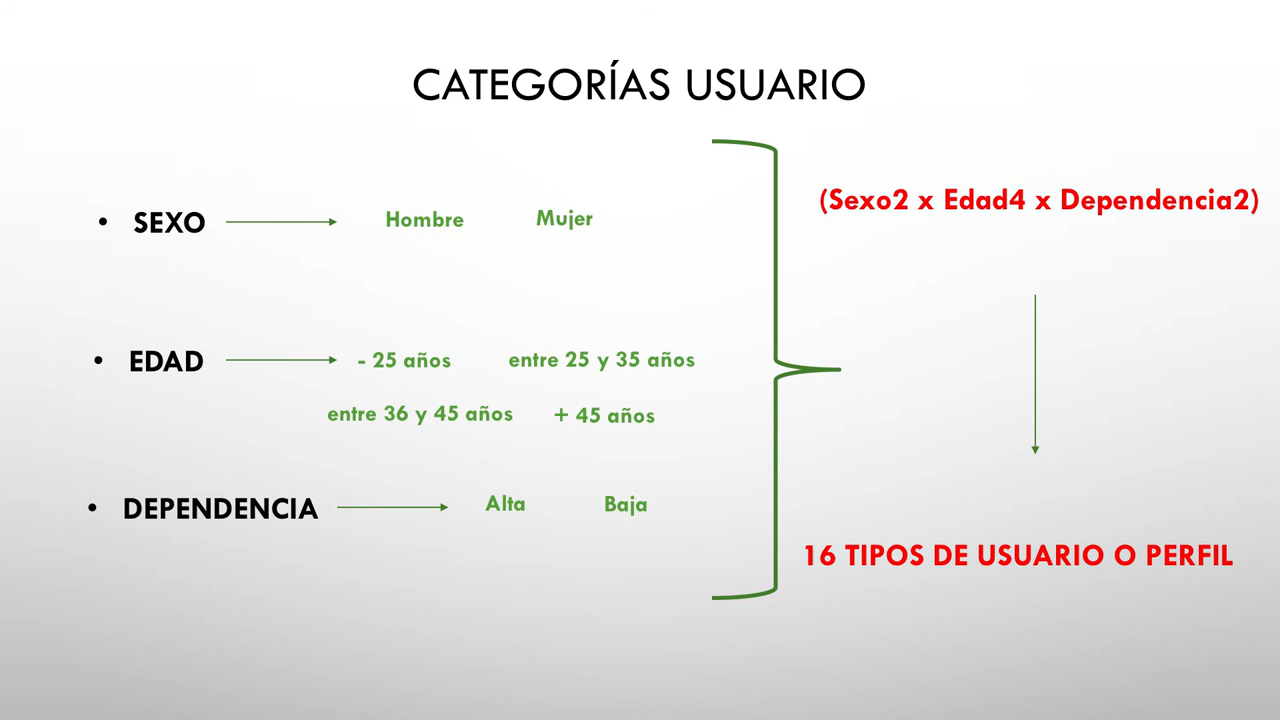 CATEGORÍAS USUARIO
• SEXO Hombre Mujer
• EDAD - 25 años entre 25 y 35 años
entre 36 y 45 años + 45 años
• DEPENDENCIA Alta Baja
(Sexo2 x Edad4 x Dependencia2)
16 TIPOS DE USUARIO O PERFIL